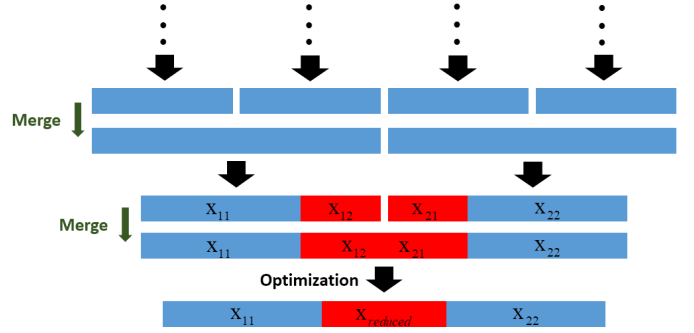 Merge
X11 X12 X21 X22
Merge
X11 X12 X21 X22
Optimization
X11 Xreduced X22